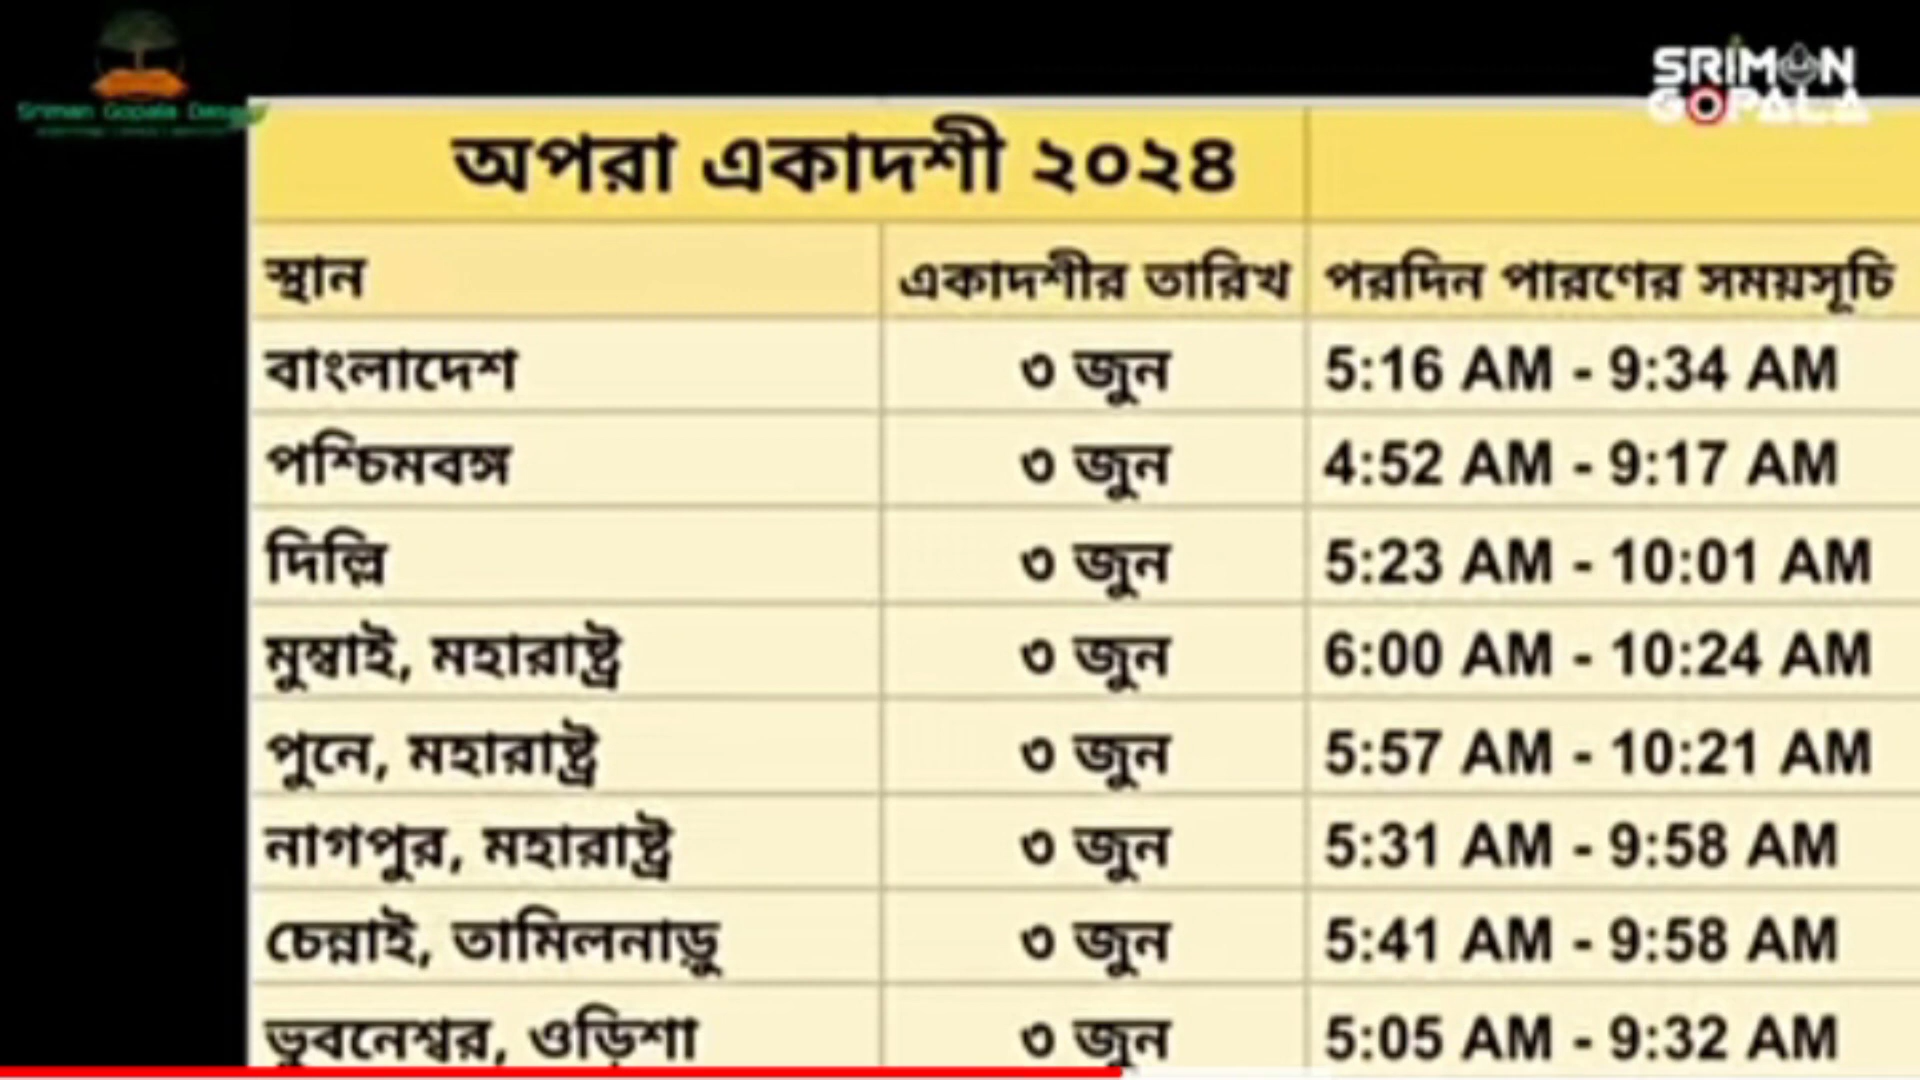 Sriman Gopala Dasa
SRIMAN
GOPALA
অপরা একাদশী ২০২৪
স্থান একাদশীর তারিখ পরদিন পারণের সময়সূচি
বাংলাদেশ ৩ জুন 5:16 AM - 9:34 AM
পশ্চিমবঙ্গ ৩ জুন 4:52 AM - 9:17 AM
দিল্লি ৩ জুন 5:23 AM - 10:01 AM
মুম্বাই, মহারাষ্ট্র ৩ জুন 6:00 AM - 10:24 AM
পুনে, মহারাষ্ট্র ৩ জুন 5:57 AM - 10:21 AM
নাগপুর, মহারাষ্ট্র ৩ জুন 5:31 AM - 9:58 AM
চেন্নাই, তামিলনাড়ু ৩ জুন 5:41 AM - 9:58 AM
ভুবনেশ্বর, ওড়িশা ৩ জুন 5:05 AM - 9:32 AM